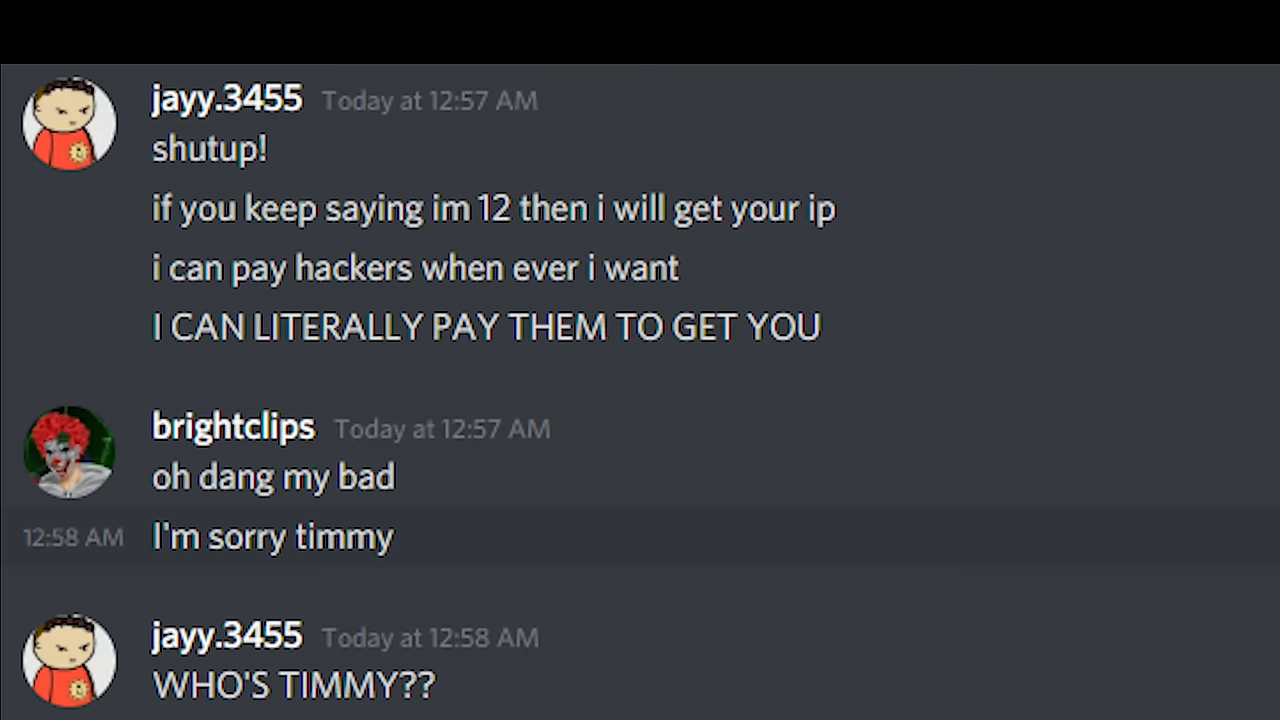 jayy.3455 Today at 12:57 AM
shutup!
if you keep saying im 12 then i will get your ip
i can pay hackers when ever i want
I CAN LITERALLY PAY THEM TO GET YOU
brightclips Today at 12:57 AM
oh dang my bad
12:58 AM I'm sorry timmy
jayy.3455 Today at 12:58 AM
WHO'S TIMMY??